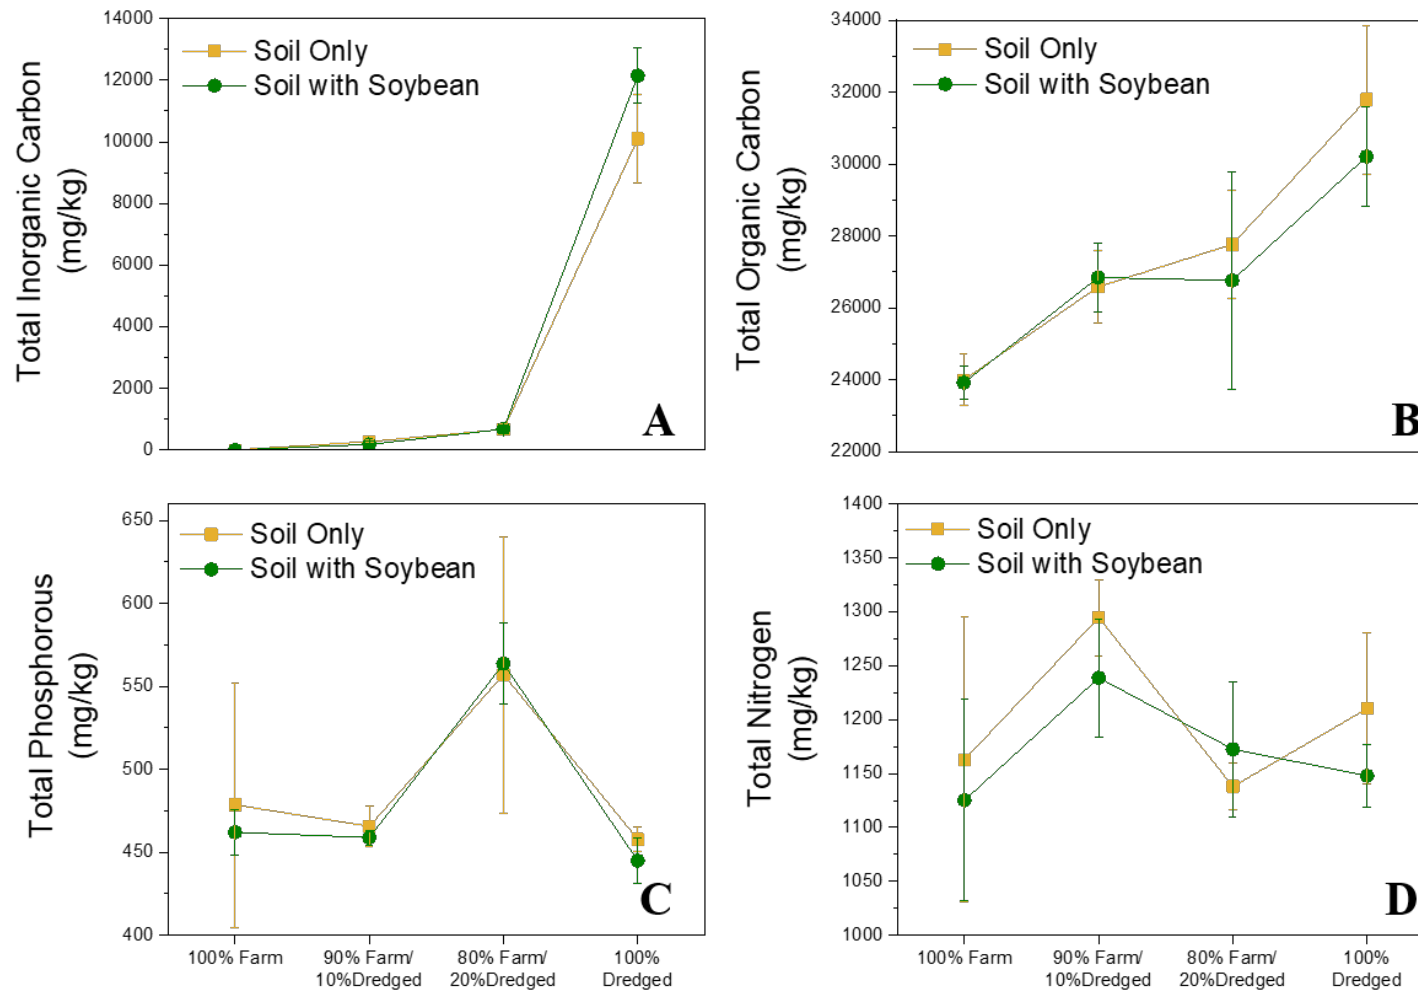 Total Inorganic Carbon
(mg/kg)
14000
12000
10000
8000
6000
4000
2000
0
Soil Only
Soil with Soybean
A
Total Organic Carbon
(mg/kg)
34000
32000
30000
28000
26000
24000
22000
Soil Only
Soil with Soybean
B
Total Phosphorous
(mg/kg)
650
600
550
500
450
400
Soil Only
Soil with Soybean
C
100% Farm
90% Farm/
10%Dredged
80% Farm/
20%Dredged
100%
Dredged
Total Nitrogen
(mg/kg)
1400
1350
1300
1250
1200
1150
1100
1050
1000
Soil Only
Soil with Soybean
D
100% Farm
90% Farm/
10%Dredged
80% Farm/
20%Dredged
100%
Dredged